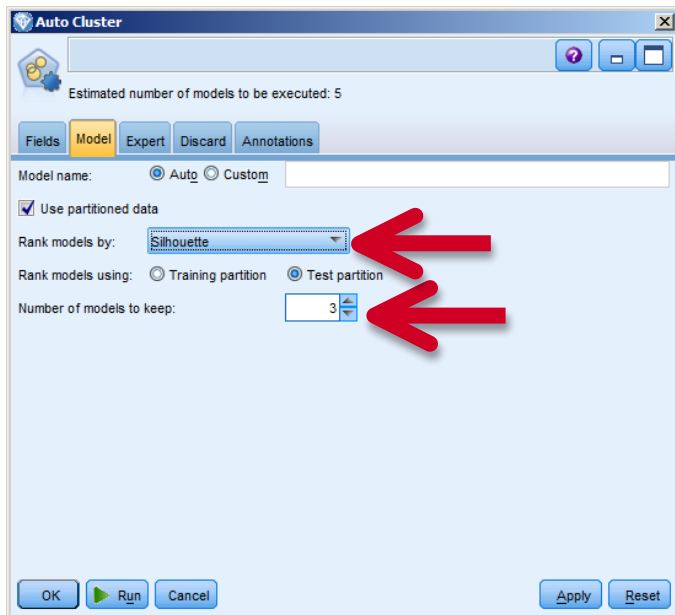 Auto Cluster
Estimated number of models to be executed: 5
Fields Model Expert Discard Annotations
Model name: Auto Custom
Use partitioned data
Rank models by: Silhouette
Rank models using: Training partition Test partition
Number of models to keep: 3
OK Run Cancel Apply Reset